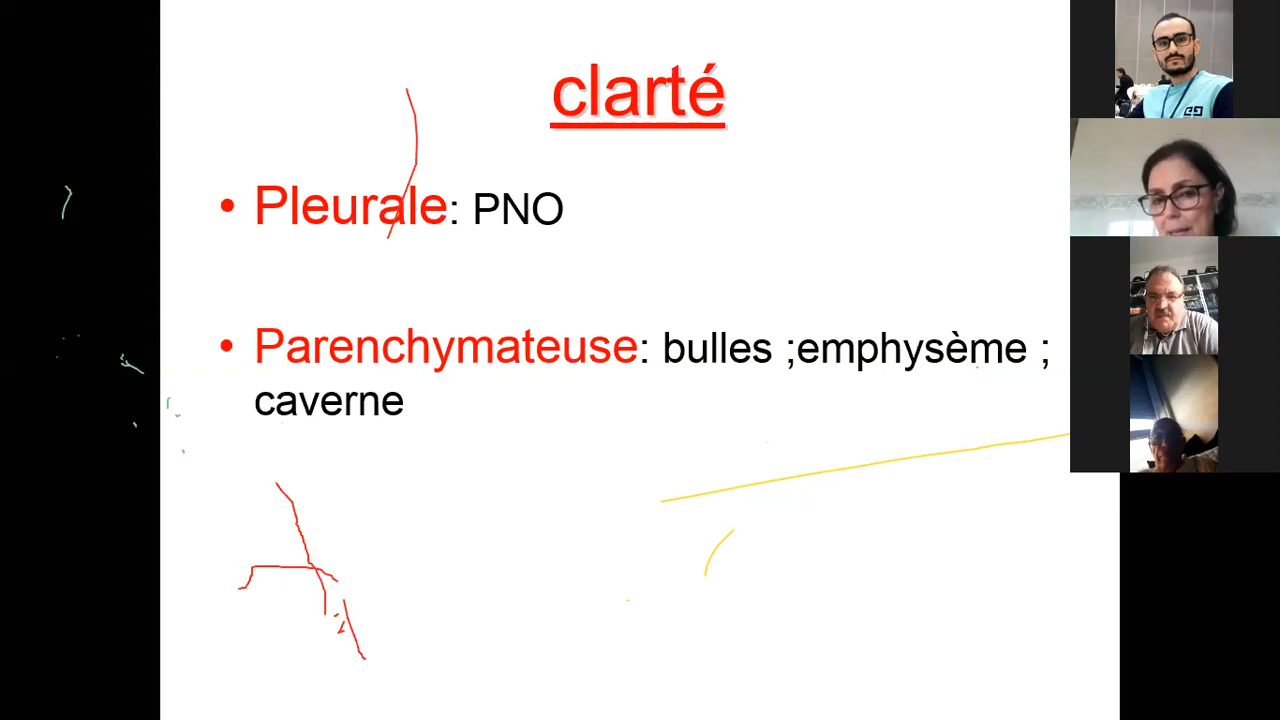 clarté
• Pleurale: PNO
• Parenchymateuse: bulles ;emphysème ;
caverne